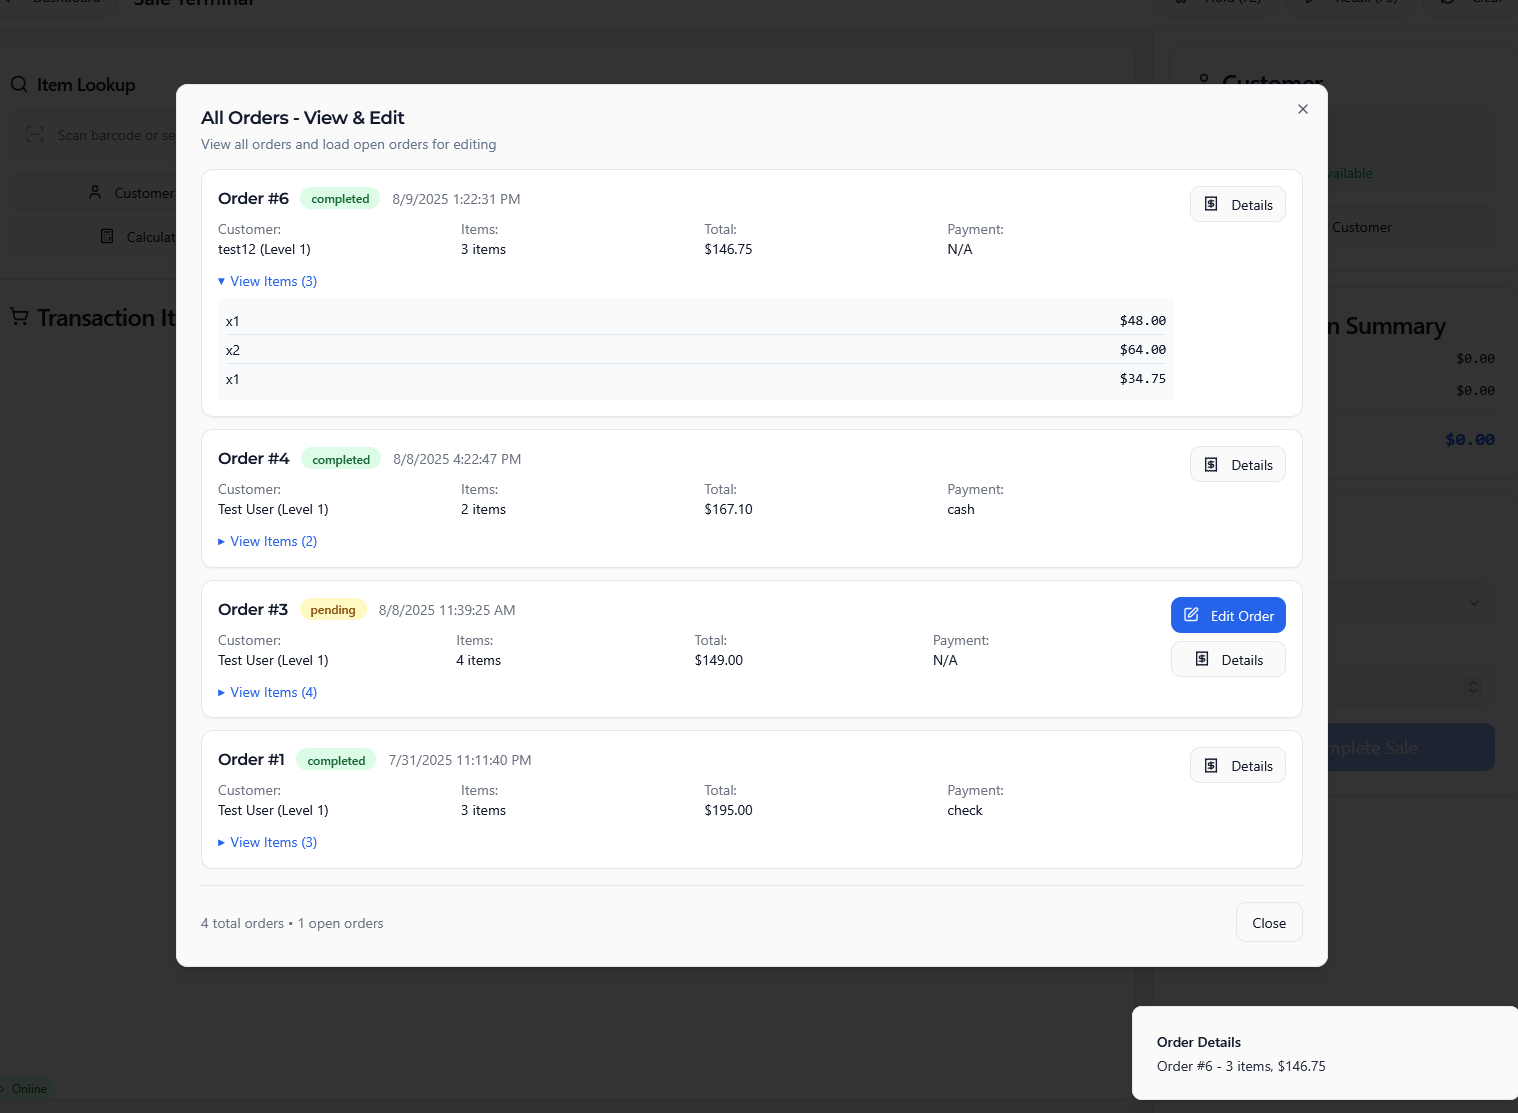 Dashboard
Sale Terminal
Hold (F2)
Recall (F3)
Clear
Item Lookup
Scan barcode or se
Customer
Calculat
Transaction It
Customer
vailable
Customer
n Summary
$0.00
$0.00
$0.00
mplete Sale
Online
All Orders - View & Edit
View all orders and load open orders for editing
Order #6 completed 8/9/2025 1:22:31 PM
Details
Customer: Items: Total: Payment:
test12 (Level 1) 3 items $146.75 N/A
▾ View Items (3)
x1 $48.00
x2 $64.00
x1 $34.75
Order #4 completed 8/8/2025 4:22:47 PM
Details
Customer: Items: Total: Payment:
Test User (Level 1) 2 items $167.10 cash
▸ View Items (2)
Order #3 pending 8/8/2025 11:39:25 AM
Edit Order
Customer: Items: Total: Payment:
Test User (Level 1) 4 items $149.00 N/A
Details
▸ View Items (4)
Order #1 completed 7/31/2025 11:11:40 PM
Details
Customer: Items: Total: Payment:
Test User (Level 1) 3 items $195.00 check
▸ View Items (3)
4 total orders • 1 open orders
Close
Order Details
Order #6 - 3 items, $146.75